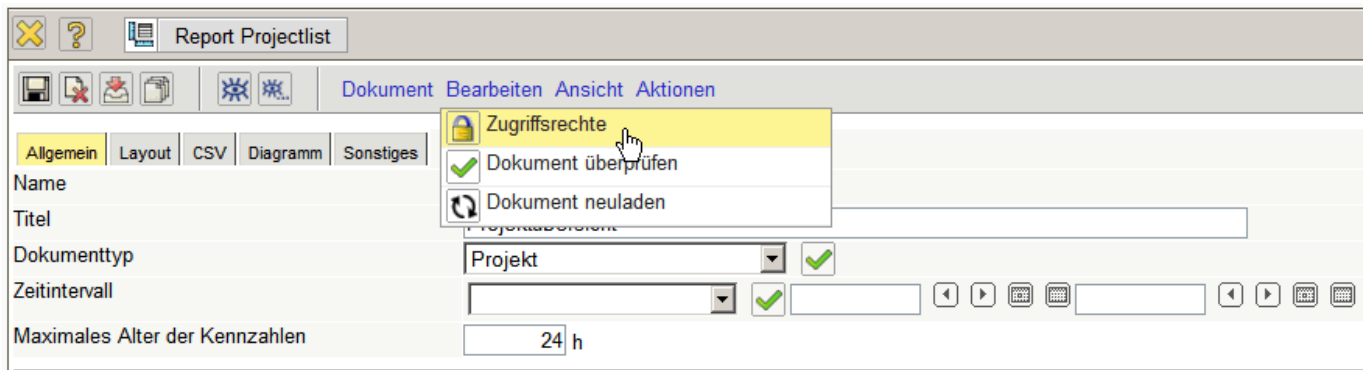 Report Projectlist
Dokument Bearbeiten Ansicht Aktionen
Zugriffsrechte
Dokument überprüfen
Dokument neuladen
Allgemein Layout CSV Diagramm Sonstiges
Name
Titel
Projektübersicht
Dokumenttyp
Projekt
Zeitintervall
Maximales Alter der Kennzahlen
24 h